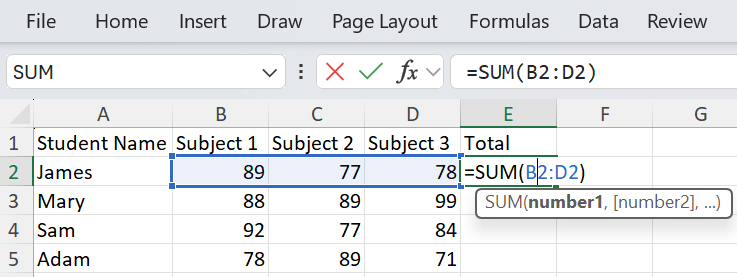 File Home Insert Draw Page Layout Formulas Data Review
SUM fx =SUM(B2:D2)
A B C D E F G
1 Student Name Subject 1 Subject 2 Subject 3 Total
2 James 89 77 78 =SUM(B2:D2)
3 Mary 88 89 99 SUM(number1, [number2], ...)
4 Sam 92 77 84
5 Adam 78 89 71